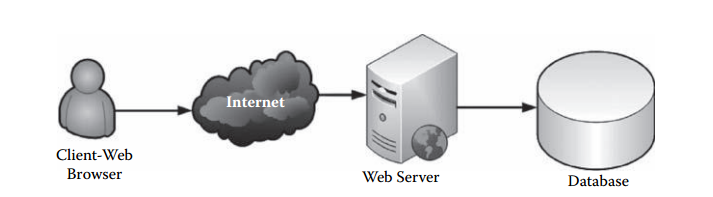 Internet
Client-Web
Browser
Web Server
Database